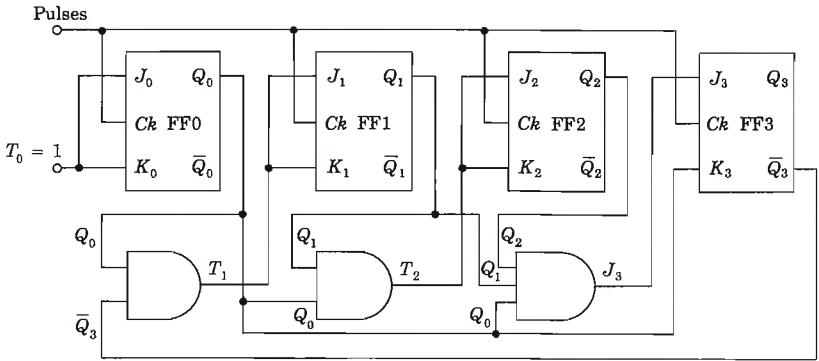 Pulses
J₀ Q₀ J₁ Q₁ J₂ Q₂ J₃ Q₃
Ck FF0 Ck FF1 Ck FF2 Ck FF3
T₀ = 1
K₀ Q̅₀ K₁ Q̅₁ K₂ Q̅₂ K₃ Q̅₃
Q₀ Q₁ Q₂
T₁ T₂ Q₁ J₃
Q̅₃ Q₀ Q₀